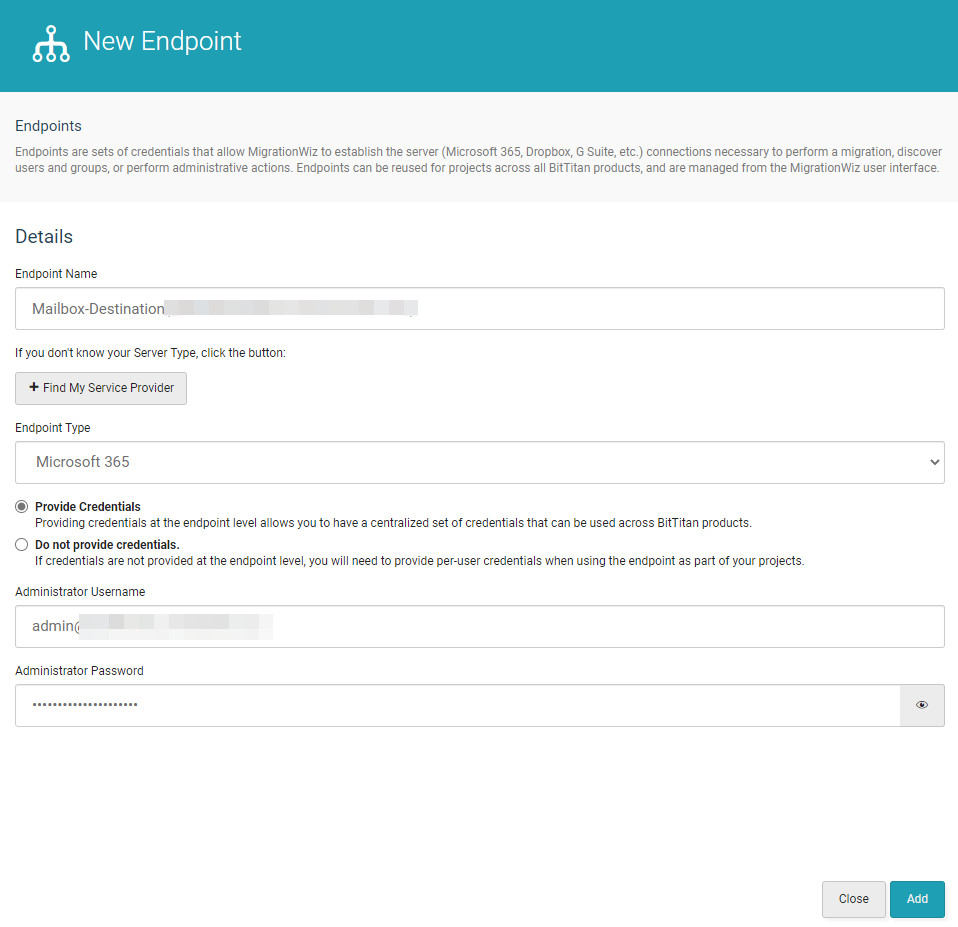 New Endpoint
Endpoints
Endpoints are sets of credentials that allow MigrationWiz to establish the server (Microsoft 365, Dropbox, G Suite, etc.) connections necessary to perform a migration, discover
users and groups, or perform administrative actions. Endpoints can be reused for projects across all BitTitan products, and are managed from the MigrationWiz user interface.
Details
Endpoint Name
Mailbox-Destination
If you don't know your Server Type, click the button:
+ Find My Service Provider
Endpoint Type
Microsoft 365
Provide Credentials
Providing credentials at the endpoint level allows you to have a centralized set of credentials that can be used across BitTitan products.
Do not provide credentials.
If credentials are not provided at the endpoint level, you will need to provide per-user credentials when using the endpoint as part of your projects.
Administrator Username
admin@
Administrator Password
•••••••••••••••••••••
Close
Add